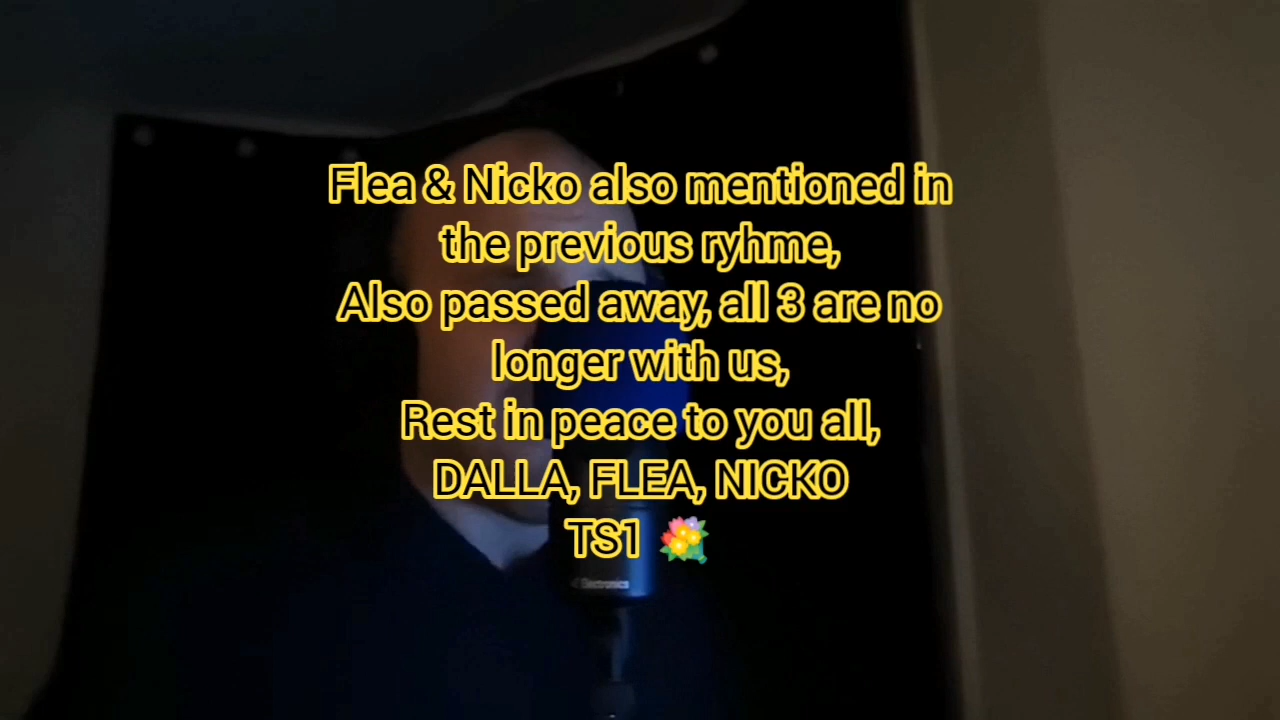 Flea & Nicko also mentioned in
the previous ryhme,
Also passed away, all 3 are no
longer with us,
Rest in peace to you all,
DALLA, FLEA, NICKO
TS1 💐
Electronics